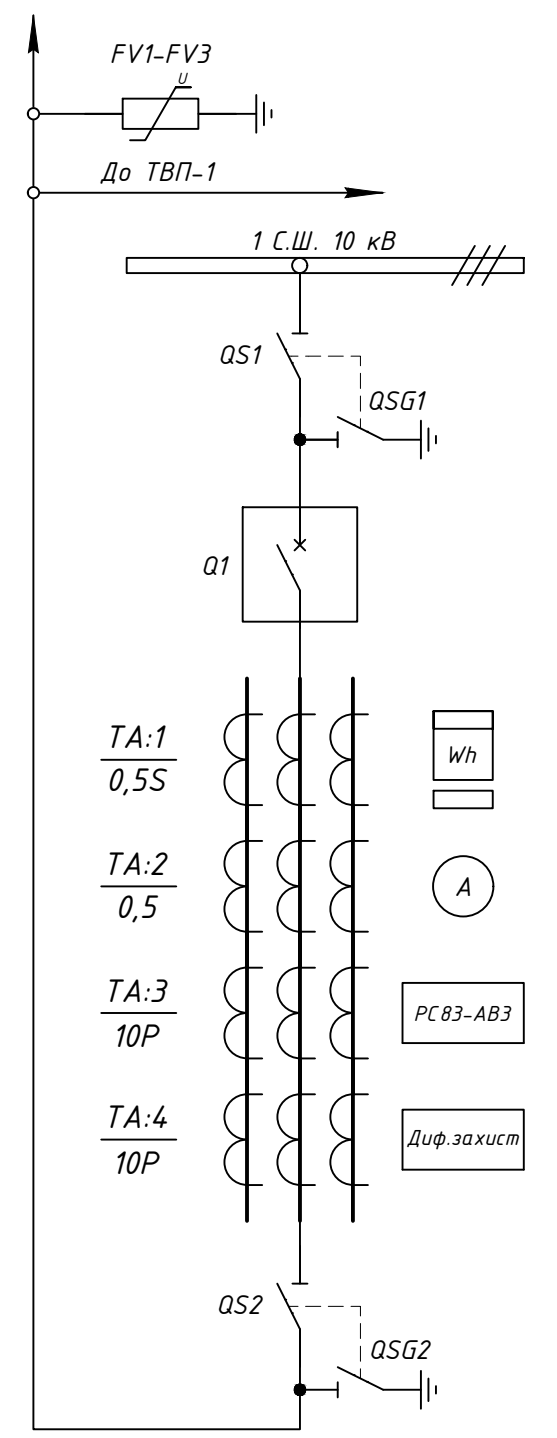 FV1-FV3
U
До ТВП-1
1 С.Ш. 10 кВ
QS1
QSG1
Q1
TA:1
0,5S
Wh
TA:2
0,5
A
TA:3
10P
РС83-АВ3
TA:4
10P
Диф.захист
QS2
QSG2